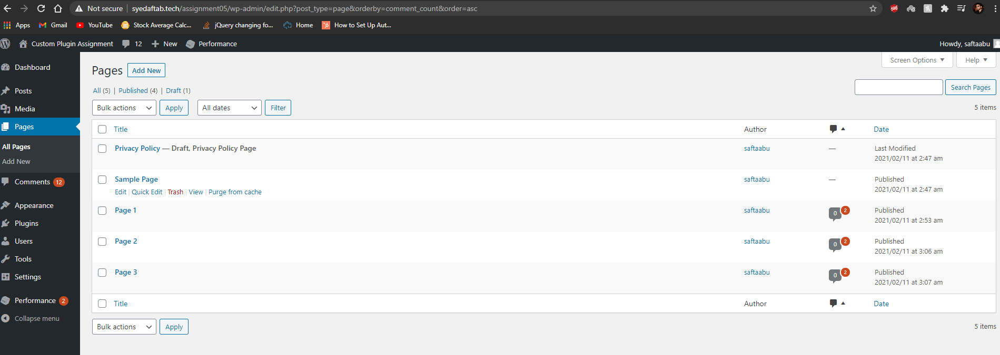 Not secure | syedaftab.tech/assignment05/wp-admin/edit.php?post_type=page&orderby=comment_count&order=asc
Apps Gmail YouTube Stock Average Calc... jQuery changing fo... Home How to Set Up Aut...
Custom Plugin Assignment 12 New Performance Howdy, saftaabu
Screen Options Help
Dashboard
Posts
Media
Pages
All Pages
Add New
Comments 12
Appearance
Plugins
Users
Tools
Settings
Performance 2
Collapse menu
Pages Add New
All (5) | Published (4) | Draft (1)
Search Pages
Bulk actions Apply All dates Filter
5 items
Title Author Date
Privacy Policy — Draft, Privacy Policy Page saftaabu — Last Modified
2021/02/11 at 2:47 am
Sample Page saftaabu — Published
2021/02/11 at 2:47 am
Edit | Quick Edit | Trash | View | Purge from cache
Page 1 saftaabu 0 2 Published
2021/02/11 at 2:53 am
Page 2 saftaabu 0 2 Published
2021/02/11 at 3:06 am
Page 3 saftaabu 0 2 Published
2021/02/11 at 3:07 am
Title Author Date
Bulk actions Apply
5 items